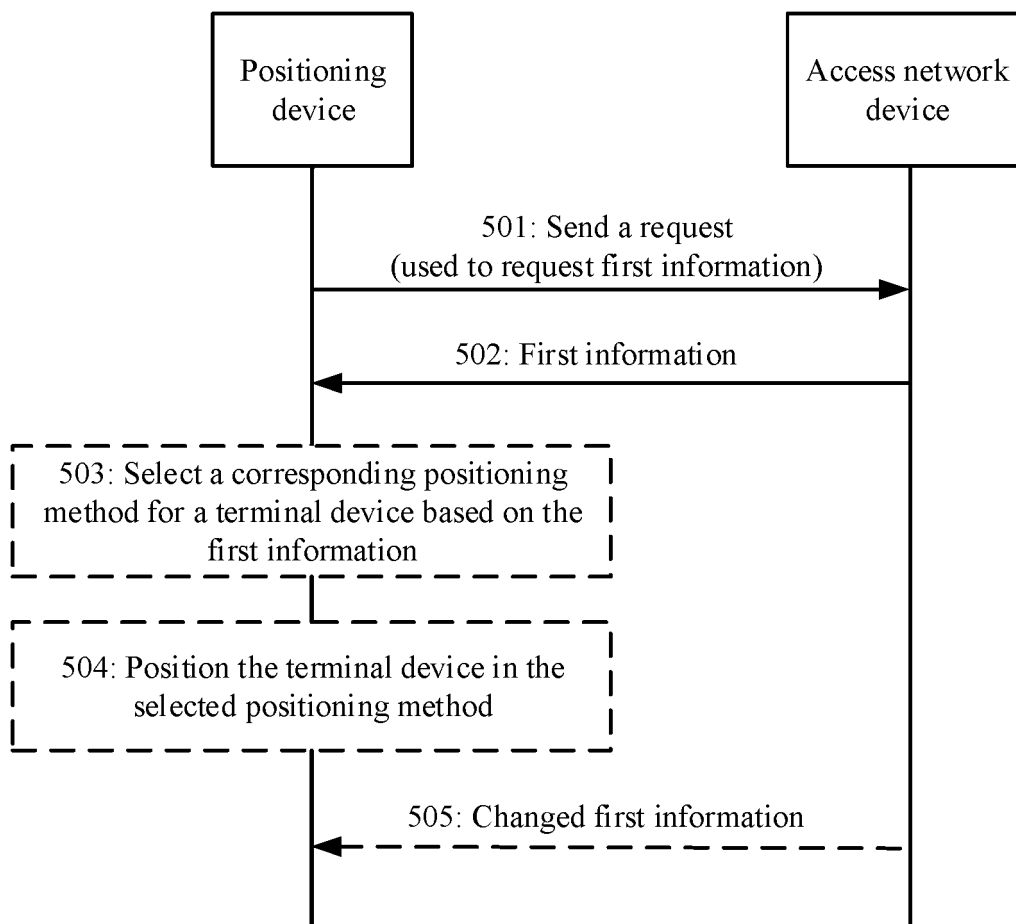 Positioning
device
Access network
device
501: Send a request
(used to request first information)
502: First information
503: Select a corresponding positioning
method for a terminal device based on the
first information
504: Position the terminal device in the
selected positioning method
505: Changed first information